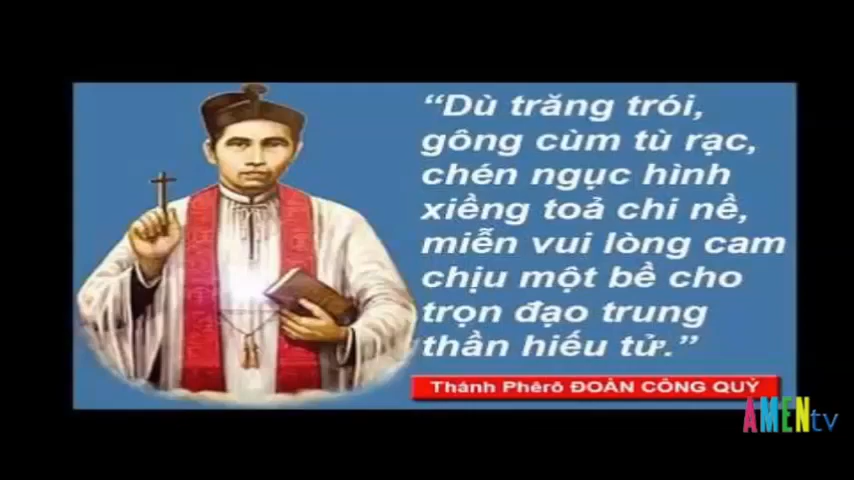 “Dù trăng trói,
gông cùm tù rạc,
chén ngục hình
xiềng toả chi nề,
miễn vui lòng cam
chịu một bề cho
trọn đạo trung
thần hiếu tử.”
Thánh Phêrô ĐOÀN CÔNG QUÝ
AMENtv